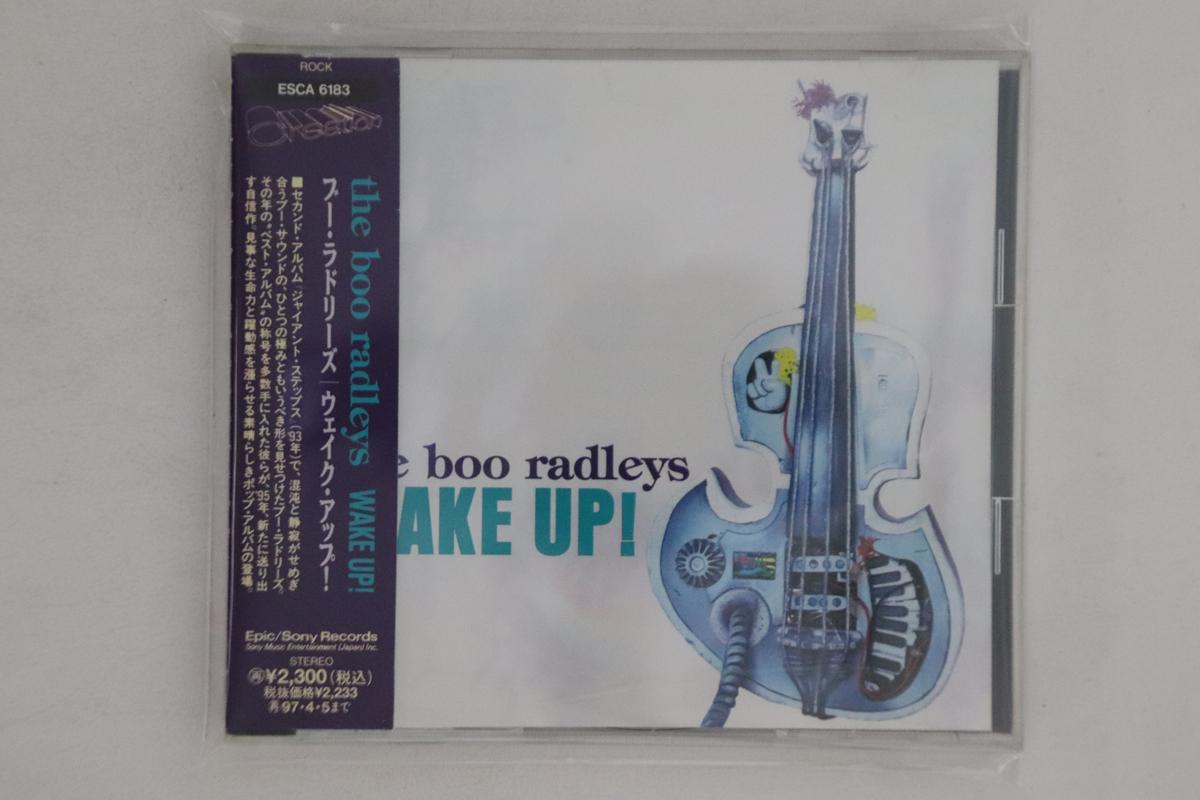 ROCK
ESCA 6183
Creation
the boo radleys WAKE UP!
ブー・ラドリーズ | ウェイク・アップ!
■セカンド・アルバム「ジャイアント・ステップス」('93年)で、混沌と静寂がせめぎ
合うブー・サウンドの、ひとつの極みともいうべき形を見せつけたブー・ラドリーズ。
その年の"ベスト・アルバム"の称号を多数手に入れた彼らが、'95年、新たに送り出
す自信作。見事な生命力と躍動感を漲らせる素晴らしきポップ・アルバムの登場。
Epic/Sony Records
Sony Music Entertainment (Japan) Inc.
STEREO
㊢¥2,300(税込)
税抜価格¥2,233
再97・4・5まで
e boo radleys
AKE UP!